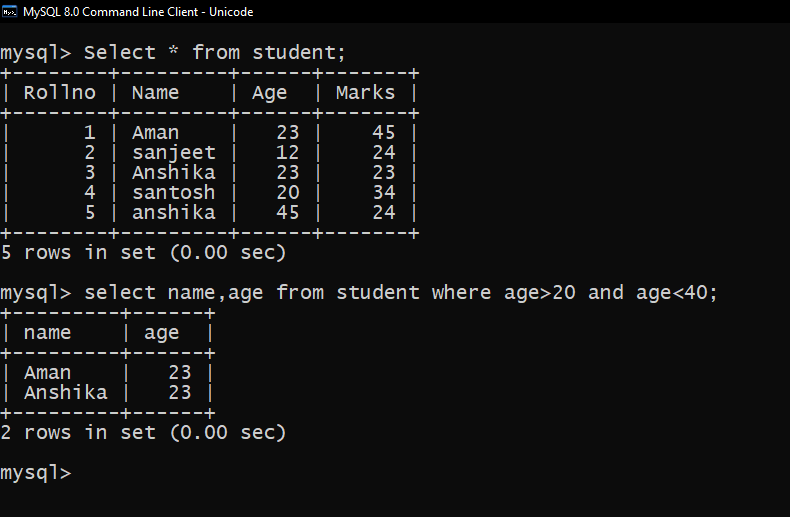 MySQL 8.0 Command Line Client - Unicode
mysql> Select * from student;
+--------+---------+------+-------+
| Rollno | Name    | Age  | Marks |
+--------+---------+------+-------+
|      1 | Aman    |   23 |    45 |
|      2 | sanjeet |   12 |    24 |
|      3 | Anshika |   23 |    23 |
|      4 | santosh |   20 |    34 |
|      5 | anshika |   45 |    24 |
+--------+---------+------+-------+
5 rows in set (0.00 sec)
mysql> select name,age from student where age>20 and age<40;
+---------+------+
| name    | age  |
+---------+------+
| Aman    |   23 |
| Anshika |   23 |
+---------+------+
2 rows in set (0.00 sec)
mysql>